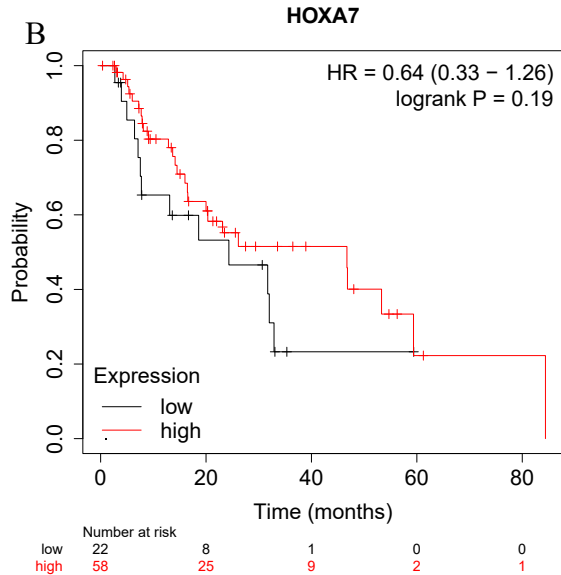 HOXA7
B
HR = 0.64 (0.33 − 1.26)
logrank P = 0.19
Probability
1.0
0.8
0.6
0.4
0.2
0.0
Expression
low
high
0 20 40 60 80
Time (months)
Number at risk
low 22 8 1 0 0
high 58 25 9 2 1